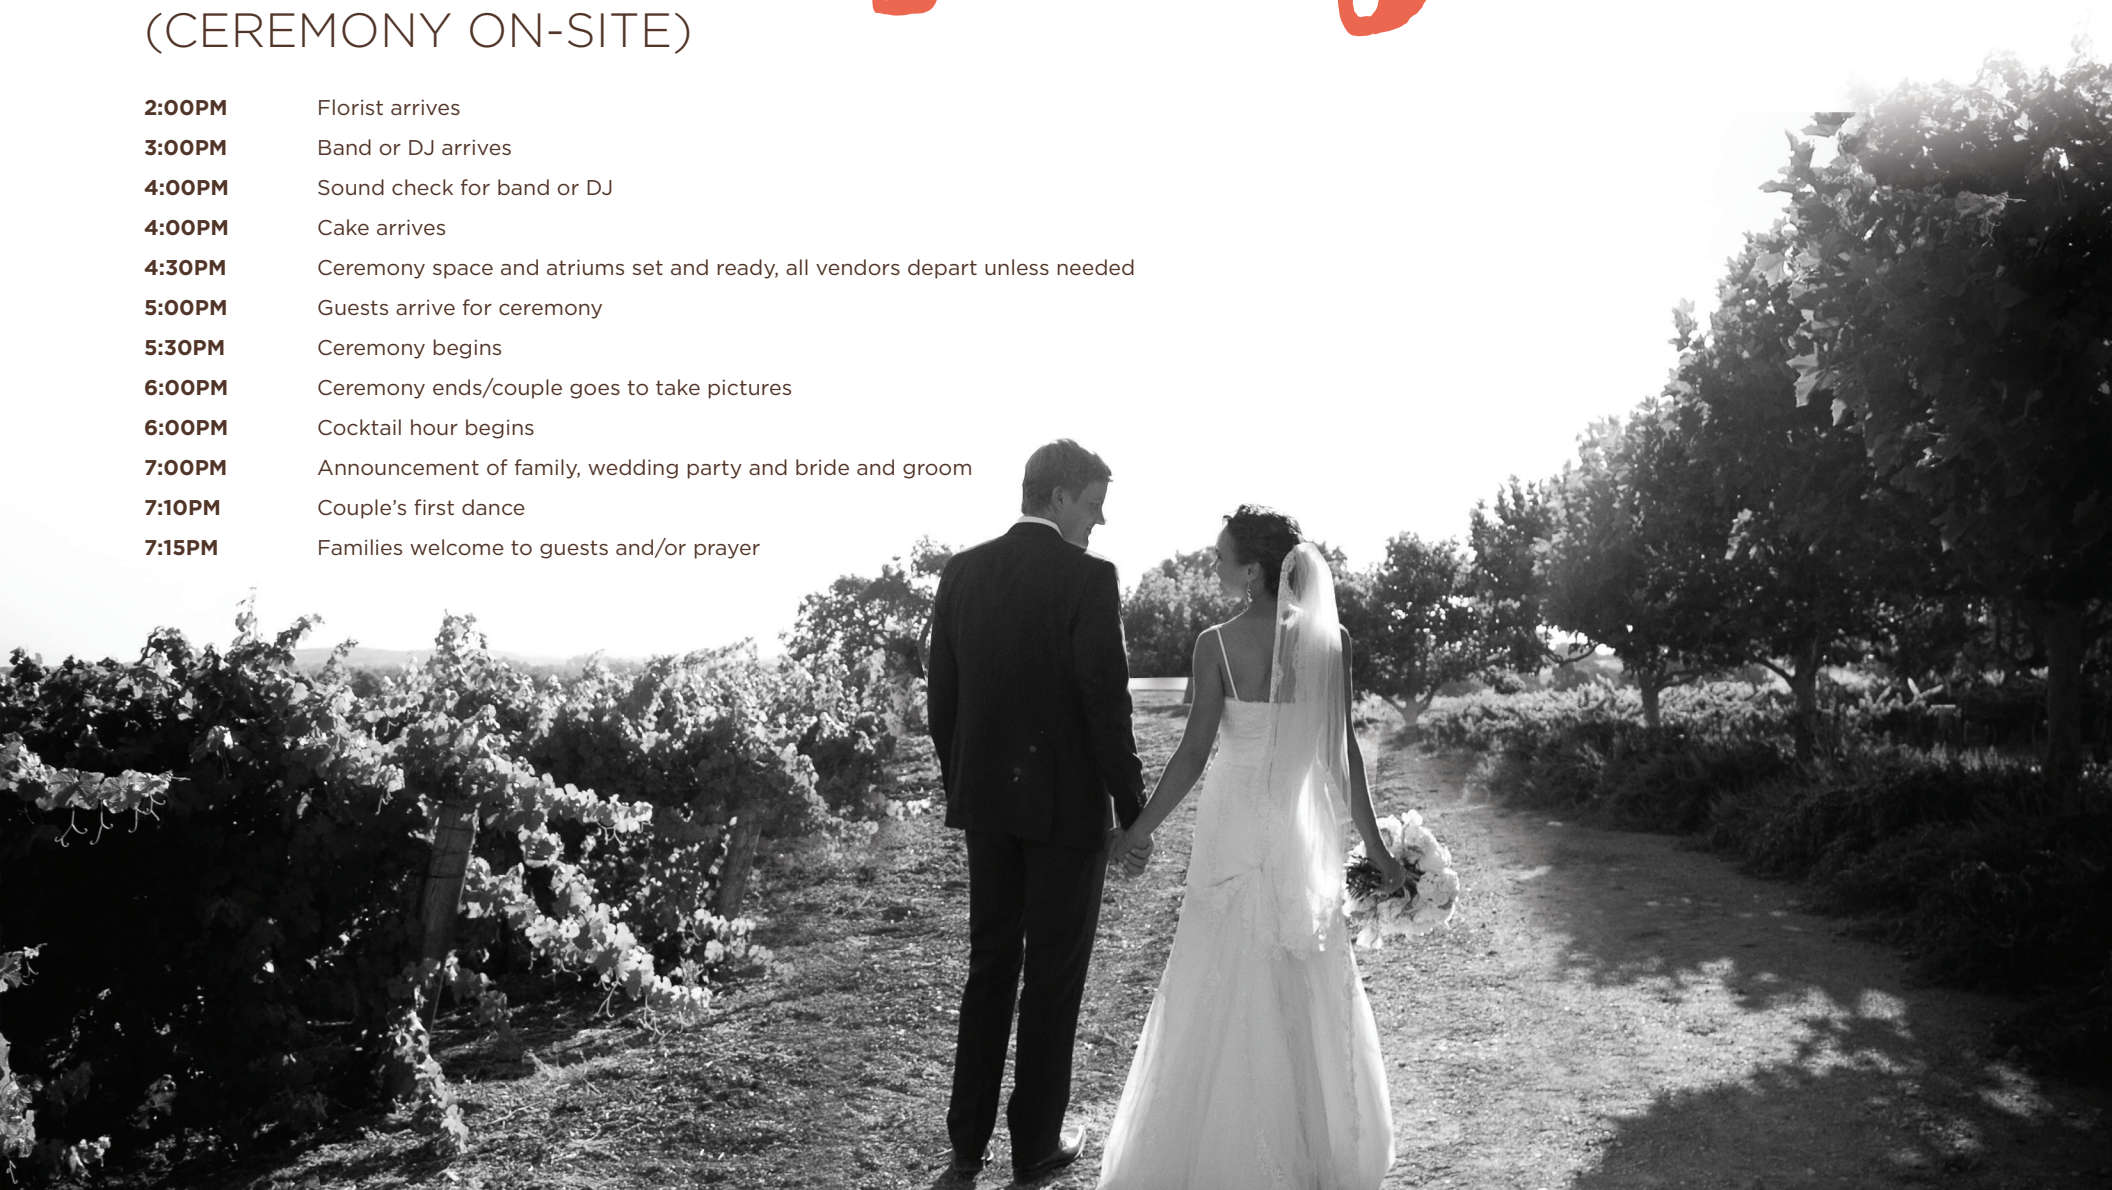 (CEREMONY ON-SITE)
2:00PM Florist arrives
3:00PM Band or DJ arrives
4:00PM Sound check for band or DJ
4:00PM Cake arrives
4:30PM Ceremony space and atriums set and ready, all vendors depart unless needed
5:00PM Guests arrive for ceremony
5:30PM Ceremony begins
6:00PM Ceremony ends/couple goes to take pictures
6:00PM Cocktail hour begins
7:00PM Announcement of family, wedding party and bride and groom
7:10PM Couple’s first dance
7:15PM Families welcome to guests and/or prayer